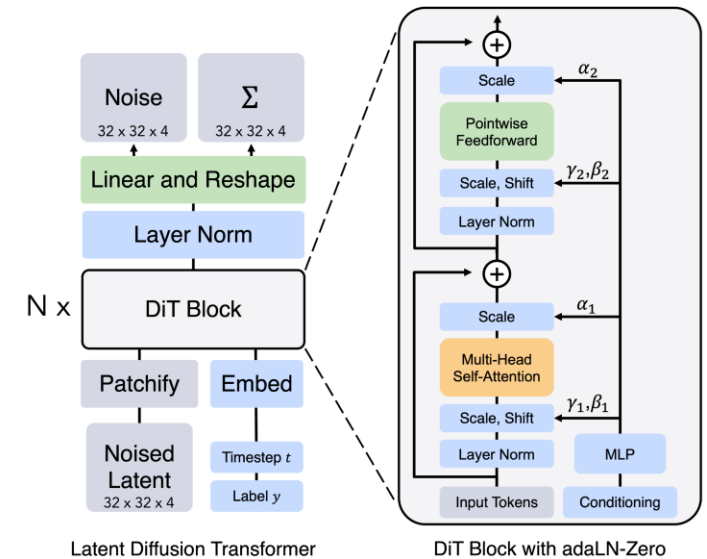 Noise
32 x 32 x 4
Σ
32 x 32 x 4
Linear and Reshape
Layer Norm
N x
DiT Block
Patchify
Embed
Noised
Latent
32 x 32 x 4
Timestep t
Label y
Latent Diffusion Transformer
+
Scale
α₂
Pointwise
Feedforward
Scale, Shift
γ₂,β₂
Layer Norm
+
Scale
α₁
Multi-Head
Self-Attention
Scale, Shift
γ₁,β₁
Layer Norm
MLP
Input Tokens
Conditioning
DiT Block with adaLN-Zero